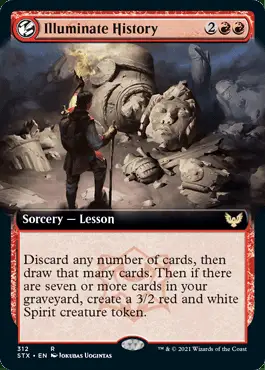 Illuminate History 2
Sorcery — Lesson
Discard any number of cards, then
draw that many cards. Then if there
are seven or more cards in your
graveyard, create a 3/2 red and white
Spirit creature token.
312 R
STX • EN Jokubas Uogintas
™ & © 2021 Wizards of the Coast